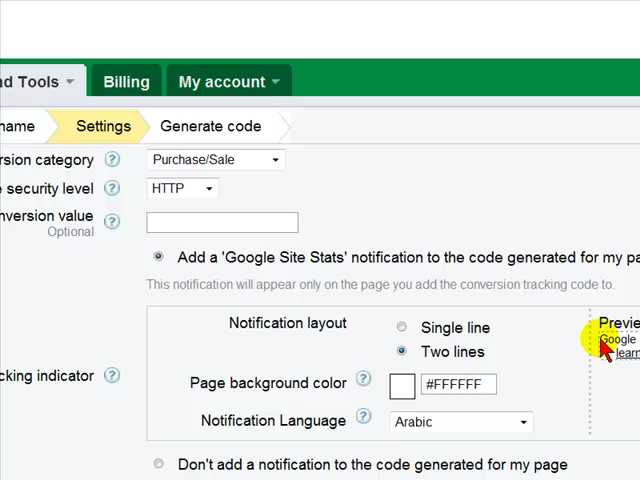 nd Tools
Billing
My account
name
Settings
Generate code
rsion category ? Purchase/Sale
e security level ? HTTP
nversion value ?
Optional
Add a 'Google Site Stats' notification to the code generated for my pa
This notification will appear only on the page you add the conversion tracking code to.
Notification layout
Single line
Two lines
Previe
Google
learn
cking indicator ?
Page background color ? #FFFFFF
Notification Language ? Arabic
Don't add a notification to the code generated for my page